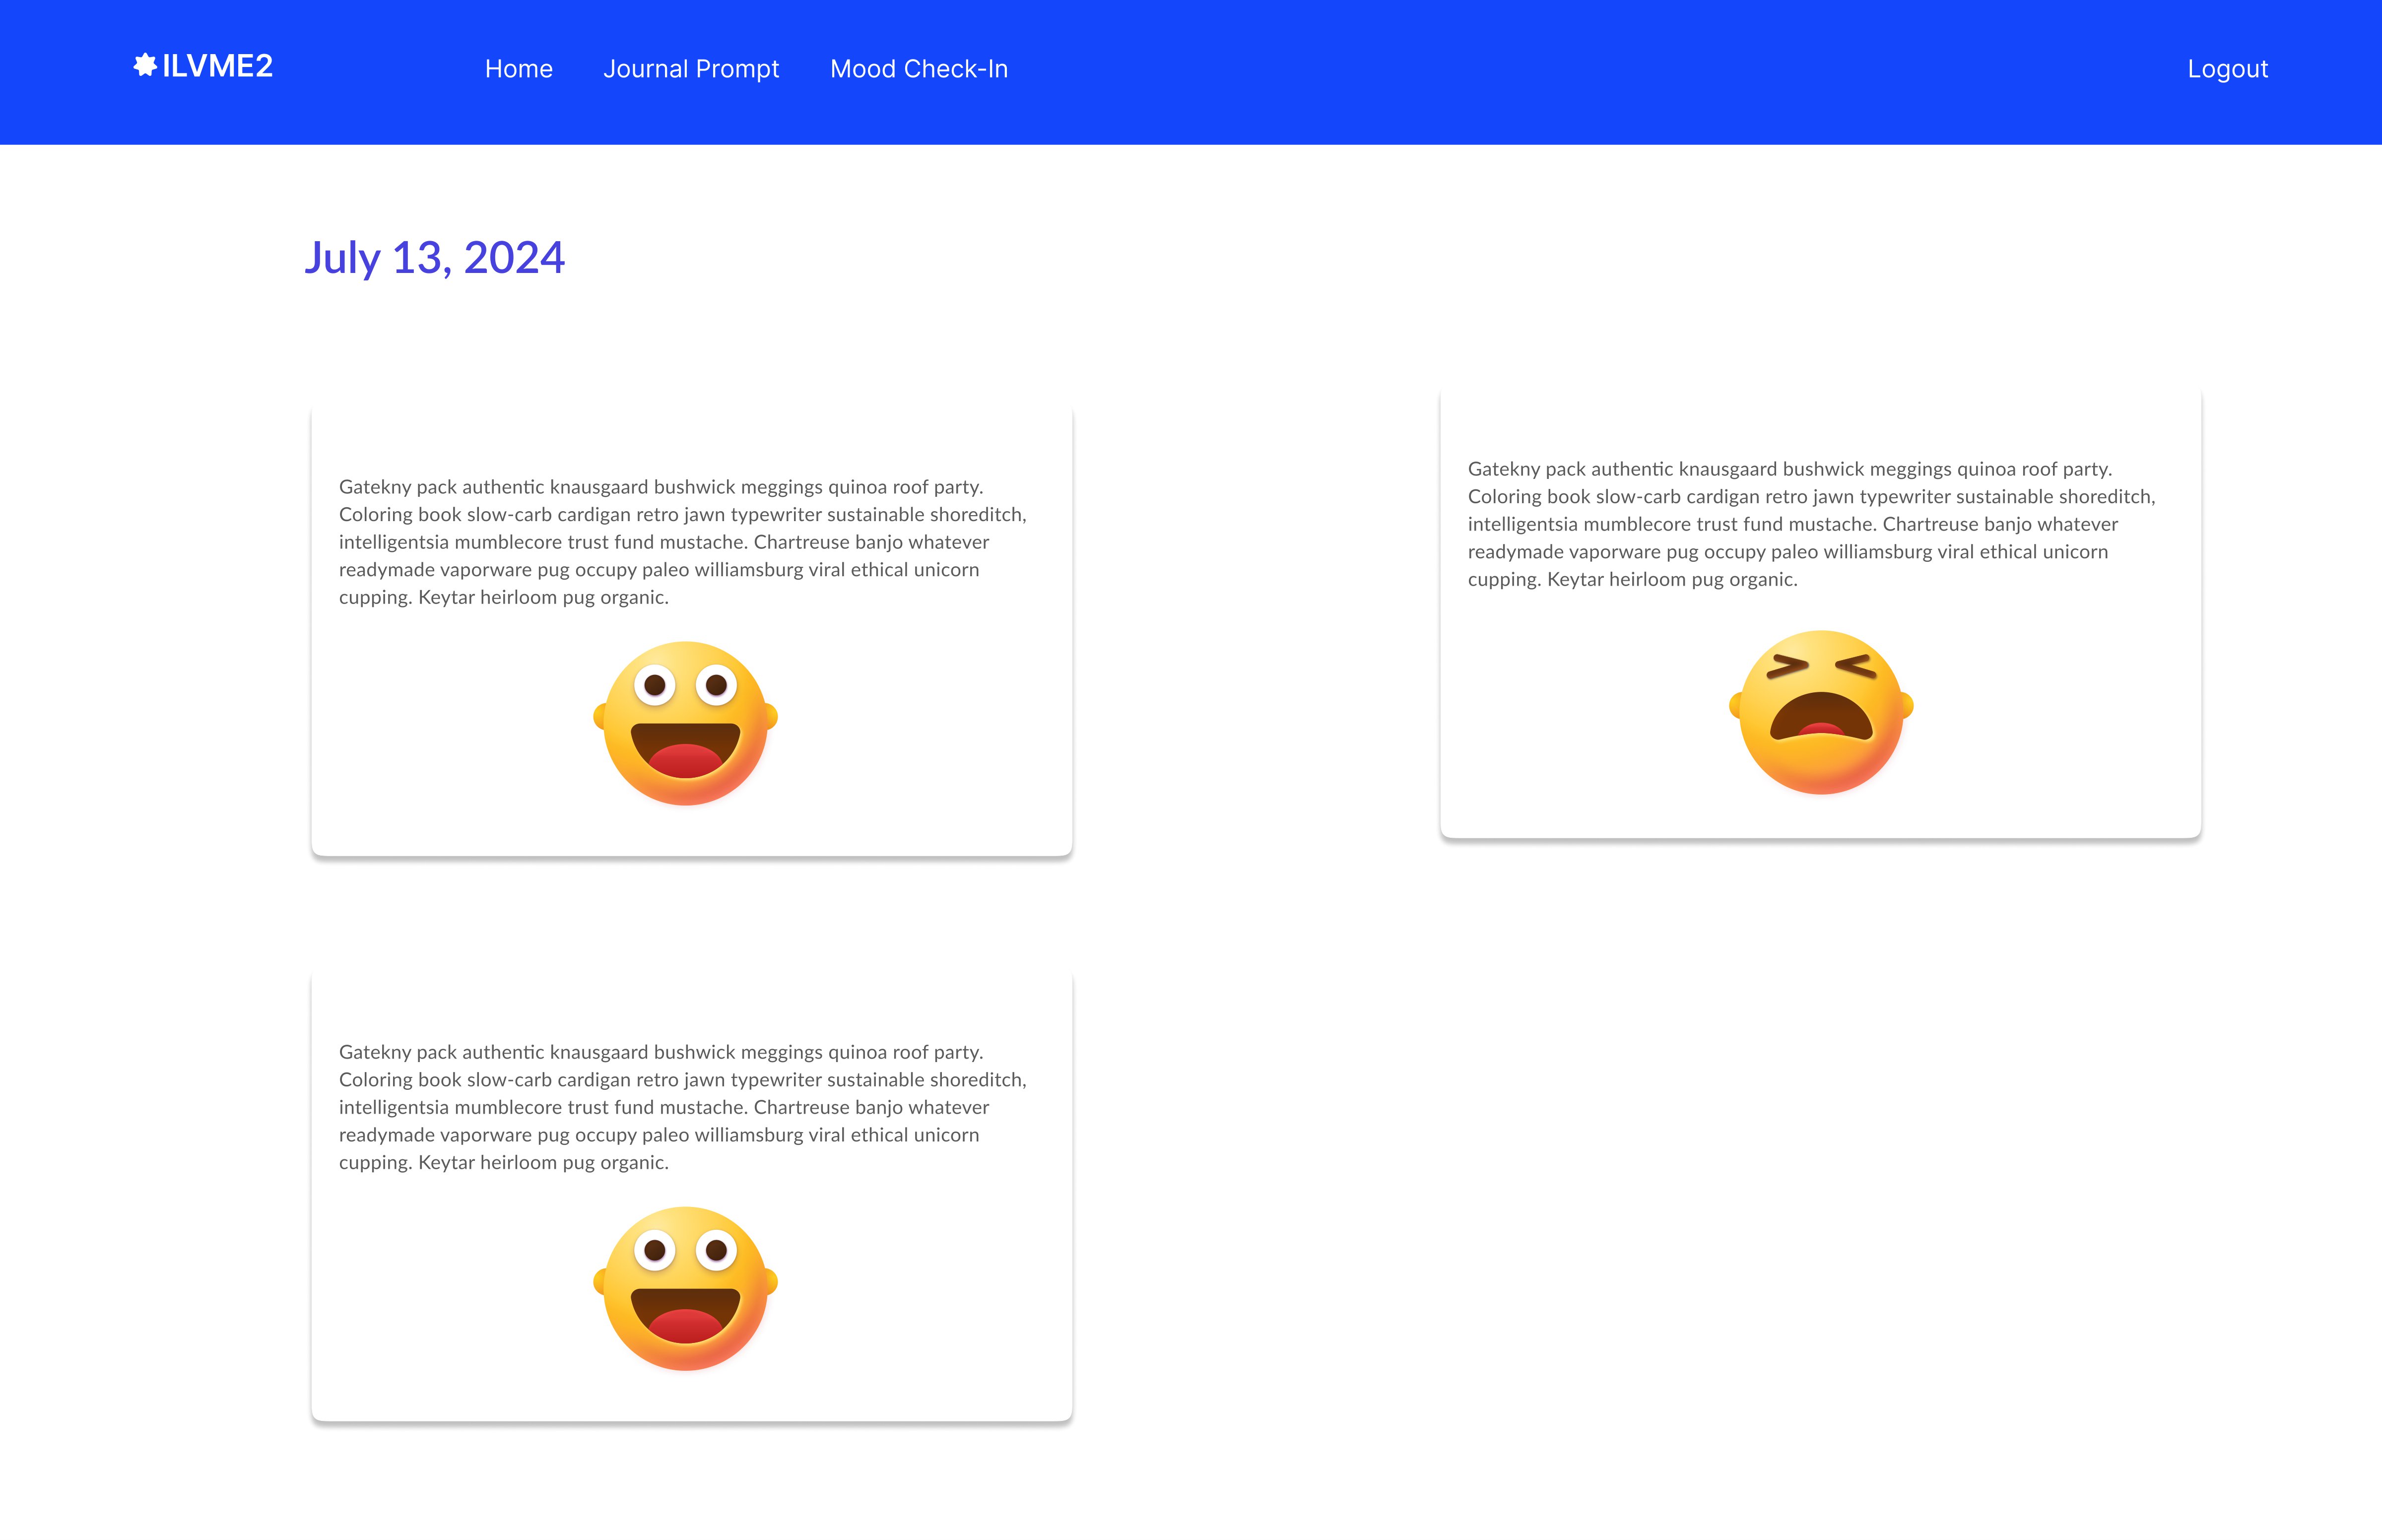 ILVME2
Home
Journal Prompt
Mood Check-In
Logout
July 13, 2024
Gatekny pack authentic knausgaard bushwick meggings quinoa roof party.
Coloring book slow-carb cardigan retro jawn typewriter sustainable shoreditch,
intelligentsia mumblecore trust fund mustache. Chartreuse banjo whatever
readymade vaporware pug occupy paleo williamsburg viral ethical unicorn
cupping. Keytar heirloom pug organic.
Gatekny pack authentic knausgaard bushwick meggings quinoa roof party.
Coloring book slow-carb cardigan retro jawn typewriter sustainable shoreditch,
intelligentsia mumblecore trust fund mustache. Chartreuse banjo whatever
readymade vaporware pug occupy paleo williamsburg viral ethical unicorn
cupping. Keytar heirloom pug organic.
Gatekny pack authentic knausgaard bushwick meggings quinoa roof party.
Coloring book slow-carb cardigan retro jawn typewriter sustainable shoreditch,
intelligentsia mumblecore trust fund mustache. Chartreuse banjo whatever
readymade vaporware pug occupy paleo williamsburg viral ethical unicorn
cupping. Keytar heirloom pug organic.